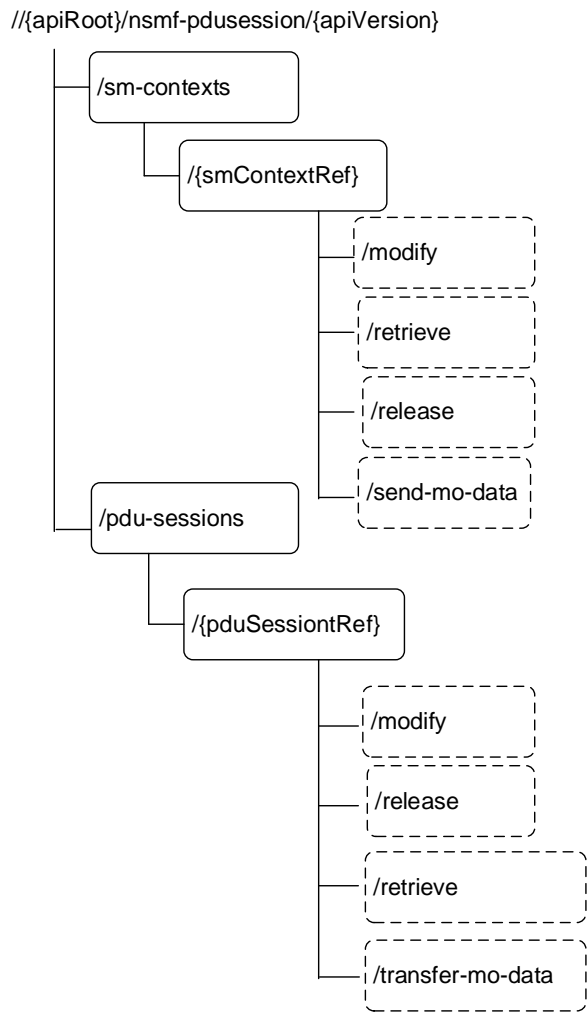 //{apiRoot}/nsmf-pdusession/{apiVersion}
/sm-contexts
/{smContextRef}
/modify
/retrieve
/release
/send-mo-data
/pdu-sessions
/{pduSessiontRef}
/modify
/release
/retrieve
/transfer-mo-data